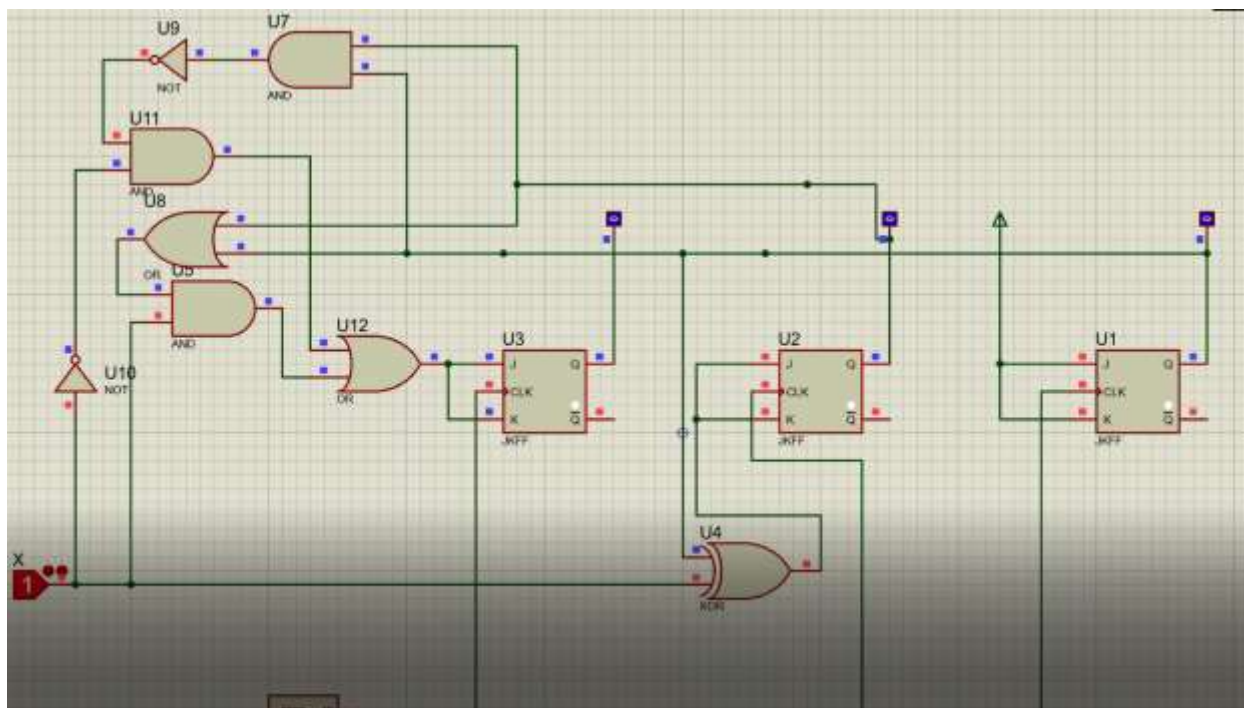 U9
U7
NOT
AND
U11
AND
U8
OR
U5
AND
U12
OR
U10
NOT
U3
J
Q
CLK
K
Q
JKFF
U2
J
Q
CLK
K
Q
JKFF
U1
J
Q
CLK
K
Q
JKFF
U4
XOR
X
1